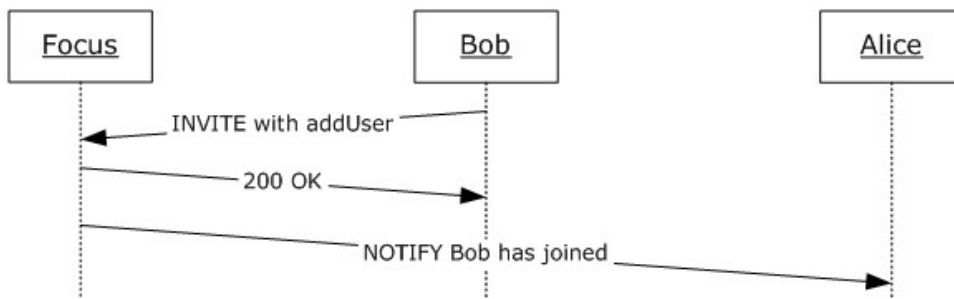 Focus
Bob
Alice
INVITE with addUser
200 OK
NOTIFY Bob has joined